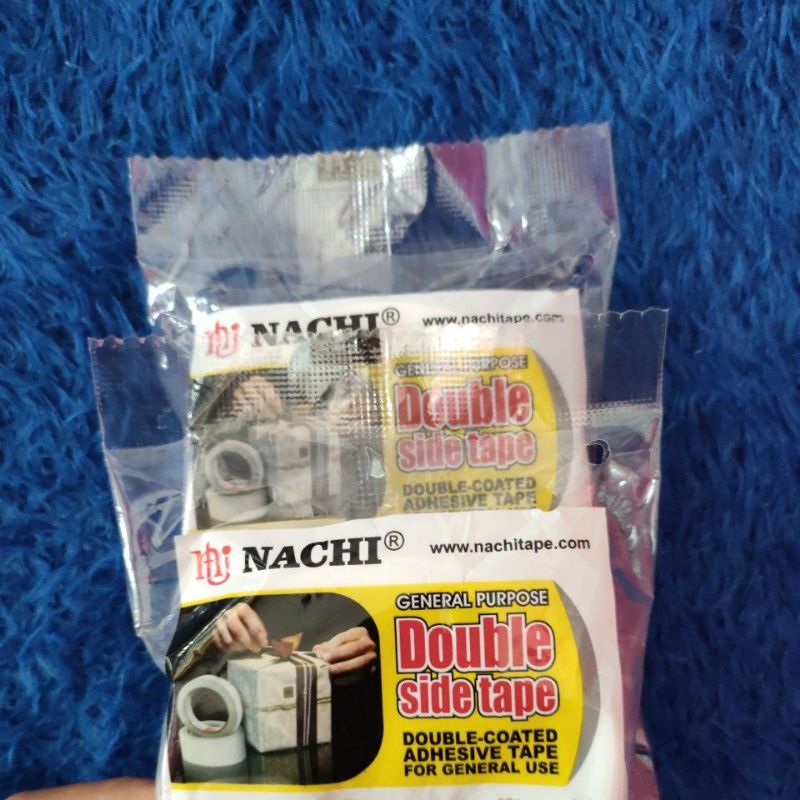 NACHI® www.nachitape.com
GENERAL PURPOSE
Double
side tape
DOUBLE-COATED
ADHESIVE TAPE
NACHI® www.nachitape.com
GENERAL PURPOSE
Double
side tape
DOUBLE-COATED
ADHESIVE TAPE
FOR GENERAL USE